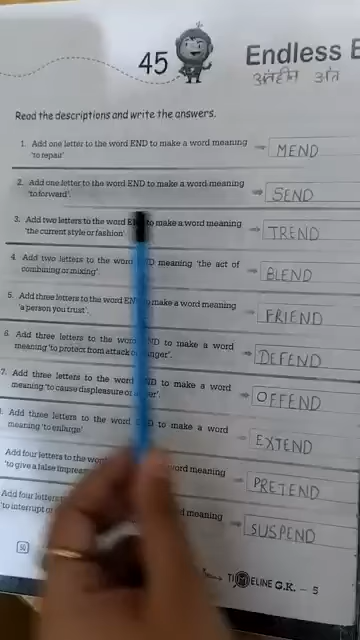 45
Endless E
अंतहीन अंत
Read the descriptions and write the answers.
1. Add one letter to the word END to make a word meaning
'to repair'
MEND
2. Add one letter to the word END to make a word meaning
'to forward'.
SEND
3. Add two letters to the word to make a word meaning
'the current style or fashion'
TREND
4. Add two letters to the word meaning 'the act of
combining or mixing'.
BLEND
5. Add three letters to the word make a word meaning
'a person you trust'.
FRIEND
6. Add three letters to the word to make a word
meaning 'to protect from attack
DEFEND
7. Add three letters to the word to make a word
meaning 'to cause displeasure or
OFFEND
Add three letters to the word to make a word
meaning 'to enlarge'
EXTEND
Add four letters to the word meaning
'to give a false
PRETEND
Add four letters meaning
'to interrupt
SUSPEND
50
TIMELINE G.K. – 5